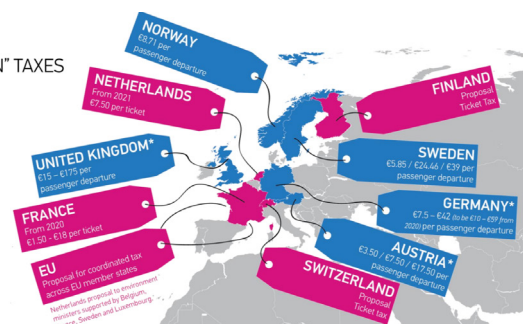 N" TAXES
NORWAY
€8,71 per
passenger departure
NETHERLANDS
From 2021
€7.50 per ticket
UNITED KINGDOM*
€15 – €175 per
passenger departure
FRANCE
From 2020
€1.50 - €18 per ticket
EU
Proposal for coordinated tax
across EU member states
Netherlands proposal to environment
ministers supported by Belgium,
Sweden and Luxembourg,
FINLAND
Proposal
Ticket Tax
SWEDEN
€5.85 / €24.46 / €39 per
passenger departure
GERMANY*
€7.5 – €42 (to be €10 – €59 from
2020) per passenger departure
AUSTRIA*
€3.50 / €7.50 / €17.50 per
passenger departure
SWITZERLAND
Proposal
Ticket tax